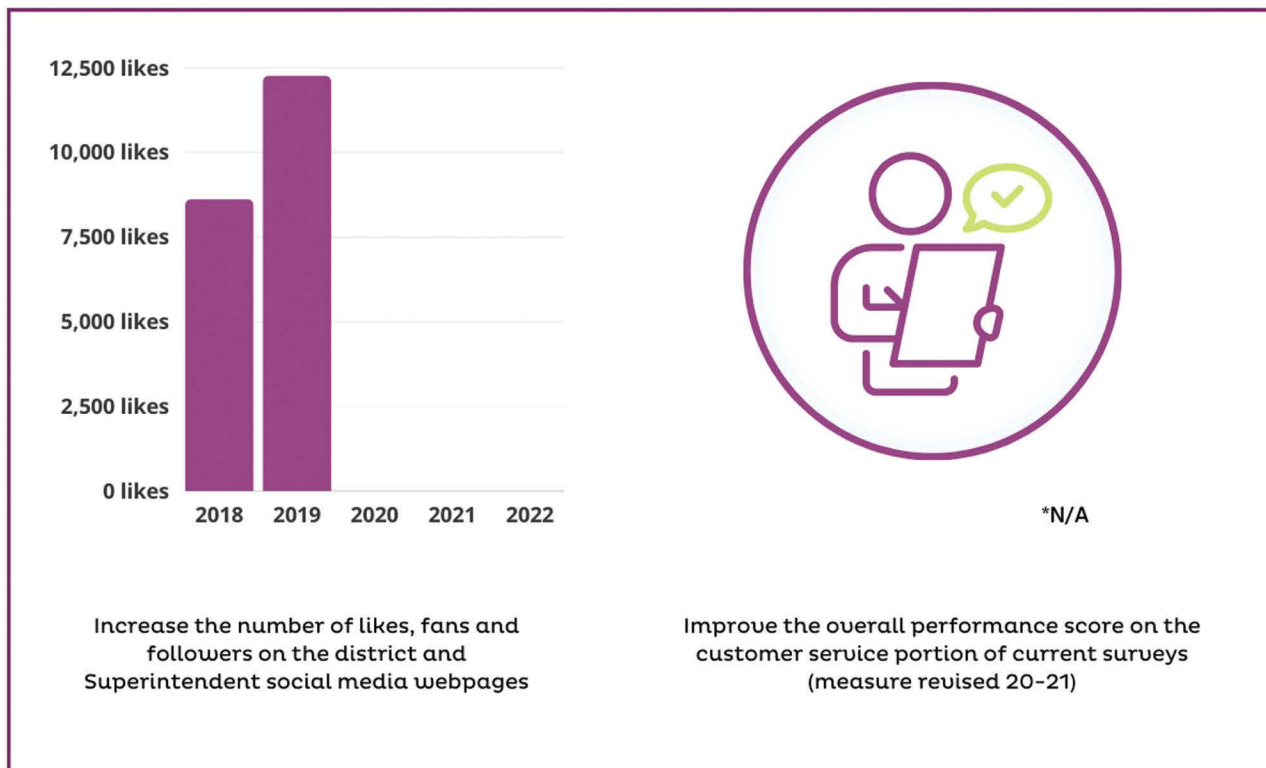 12,500 likes
10,000 likes
7,500 likes
5,000 likes
2,500 likes
0 likes
2018 2019 2020 2021 2022
Increase the number of likes, fans and
followers on the district and
Superintendent social media webpages
*N/A
Improve the overall performance score on the
customer service portion of current surveys
(measure revised 20-21)